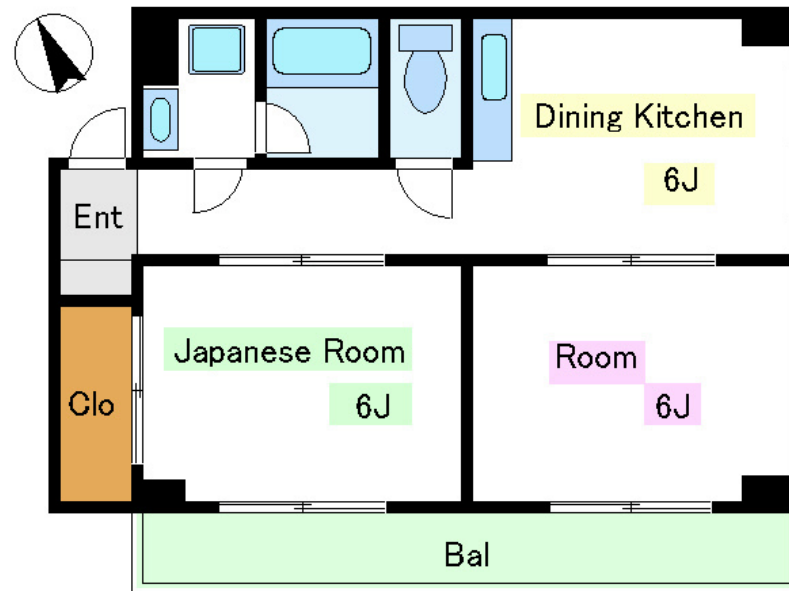 Dining Kitchen
6J
Ent
Japanese Room
6J
Room
6J
Clo
Bal